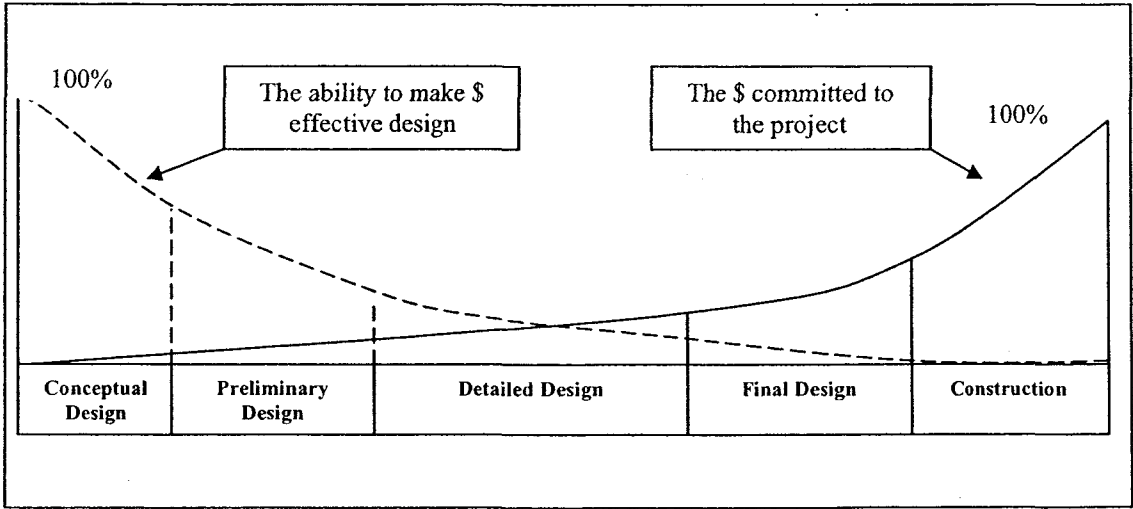 100%
The ability to make $
effective design
The $ committed to
the project
100%
Conceptual
Design
Preliminary
Design
Detailed Design
Final Design
Construction